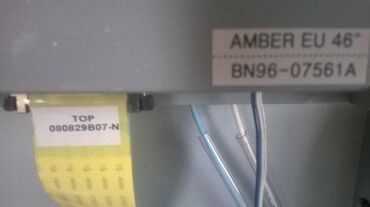 AMBER EU 46"
BN96-07561A
TOP
080829B07-N